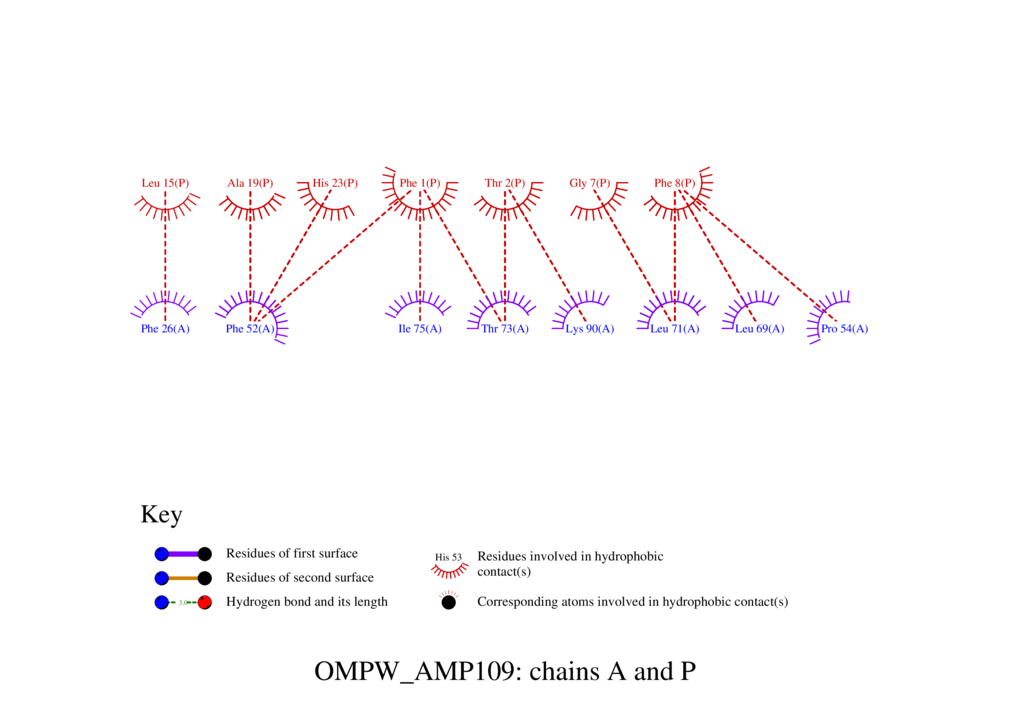 Leu 15(P) Ala 19(P) His 23(P) Phe 1(P) Thr 2(P) Gly 7(P) Phe 8(P)
Phe 26(A) Phe 52(A) Ile 75(A) Thr 73(A) Lys 90(A) Leu 71(A) Leu 69(A) Pro 54(A)
Key
Residues of first surface
Residues of second surface
3.0
Hydrogen bond and its length
His 53
Residues involved in hydrophobic
contact(s)
Corresponding atoms involved in hydrophobic contact(s)
OMPW_AMP109: chains A and P